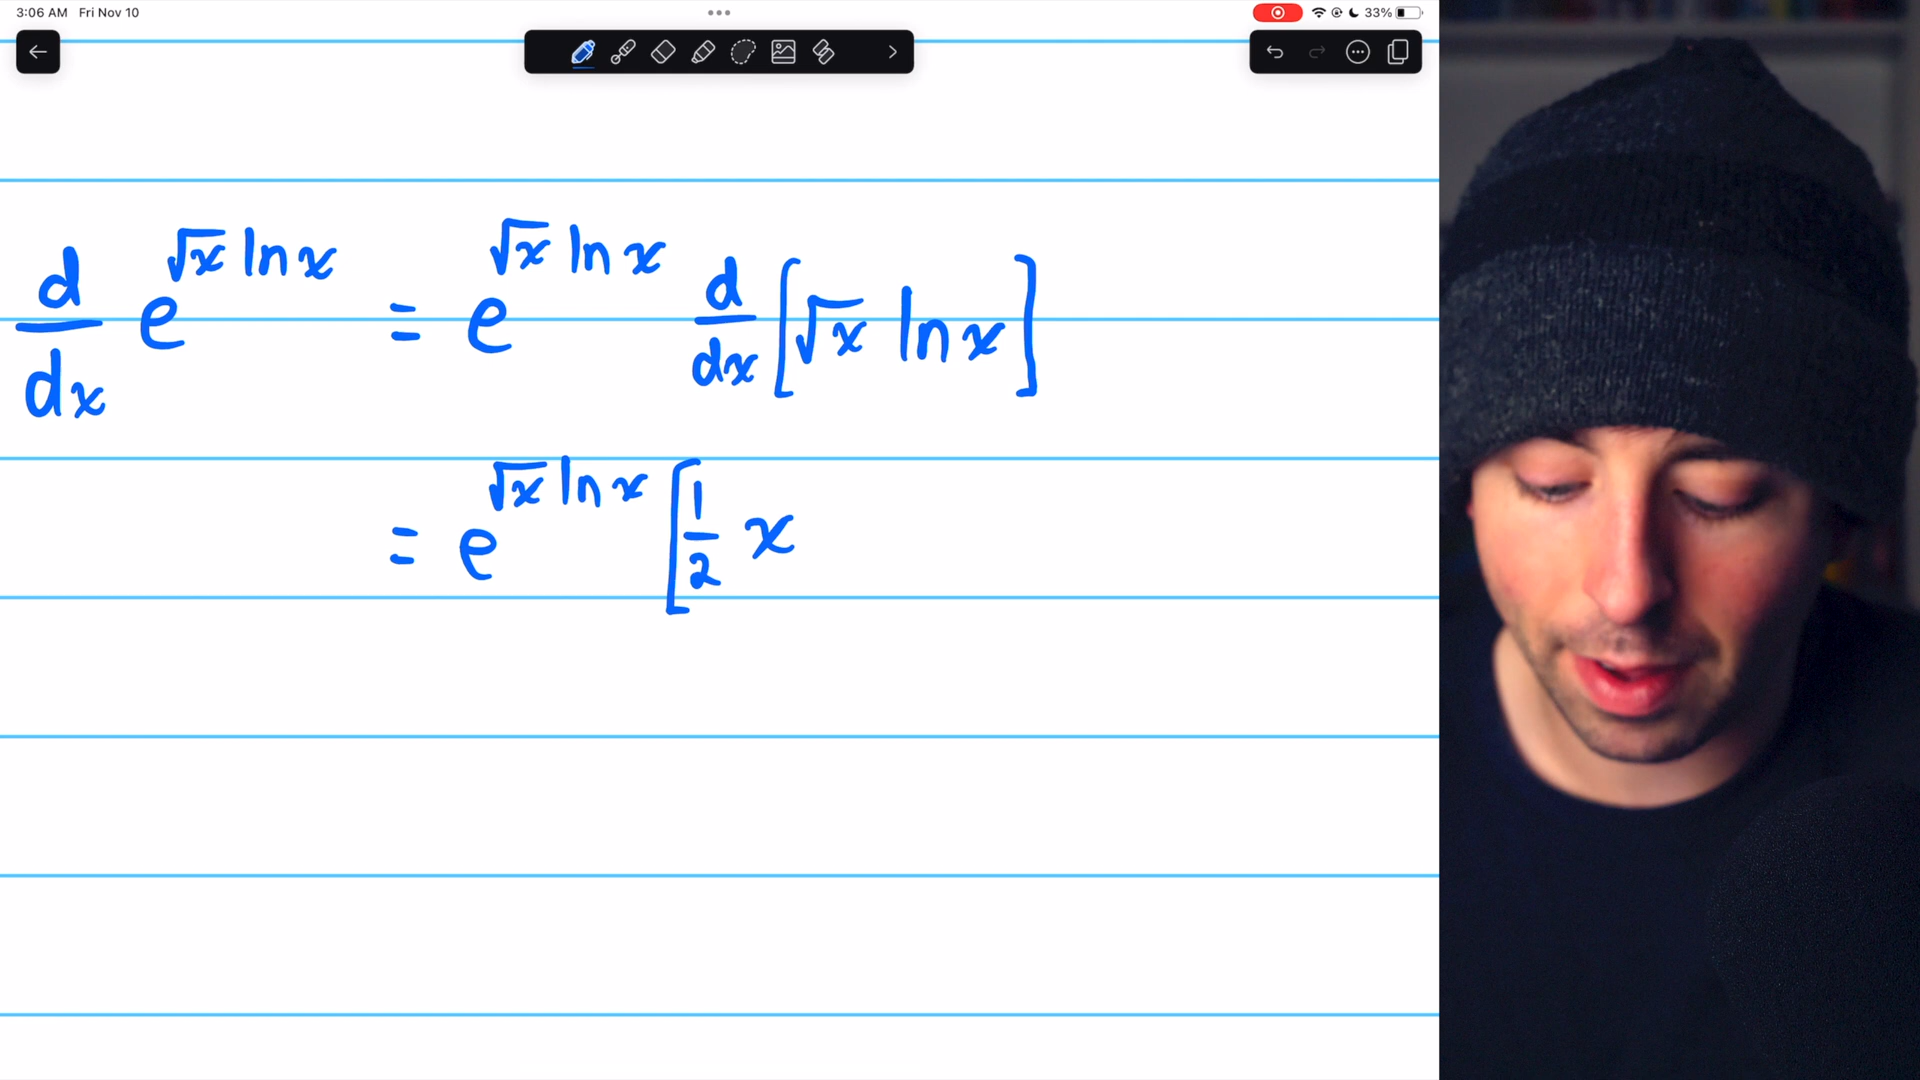 3:06 AM Fri Nov 10 33%
d/dx e^{√x ln x} = e^{√x ln x} d/dx [√x ln x]
= e^{√x ln x} [1/2 x